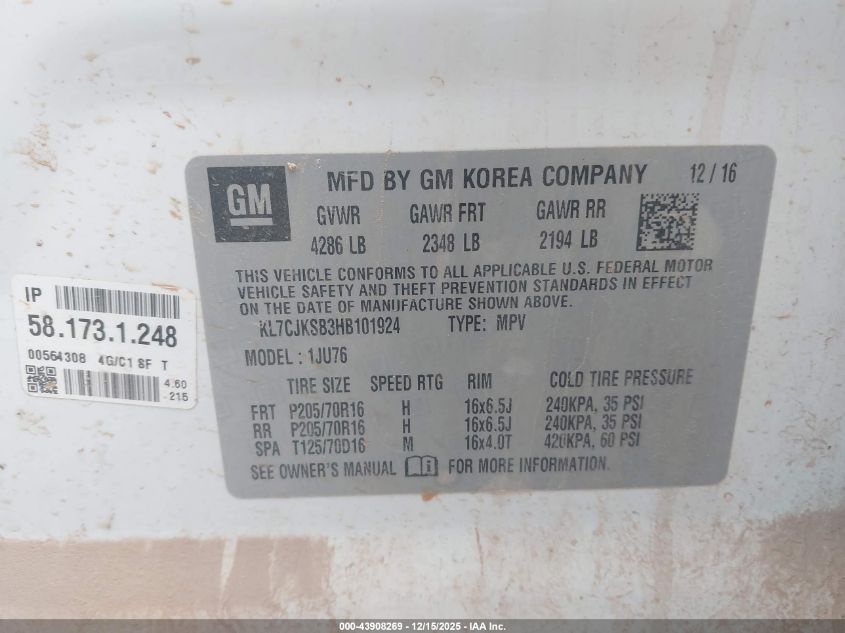 GM
MFD BY GM KOREA COMPANY 12 / 16
GVWR GAWR FRT GAWR RR
4286 LB 2348 LB 2194 LB
THIS VEHICLE CONFORMS TO ALL APPLICABLE U.S. FEDERAL MOTOR
VEHICLE SAFETY AND THEFT PREVENTION STANDARDS IN EFFECT
ON THE DATE OF MANUFACTURE SHOWN ABOVE.
KL7CJKSB3HB101924 TYPE: MPV
MODEL : 1JU76
TIRE SIZE SPEED RTG RIM COLD TIRE PRESSURE
FRT P205/70R16 H 16x6.5J 240KPA, 35 PSI
RR P205/70R16 H 16x6.5J 240KPA, 35 PSI
SPA T125/70D16 M 16x4.0T 420KPA, 60 PSI
SEE OWNER'S MANUAL FOR MORE INFORMATION.
IP
58.173.1.248
00564308 4G/C1 8F T
4.60
.215
000-43908269 - 12/15/2025 - IAA Inc.